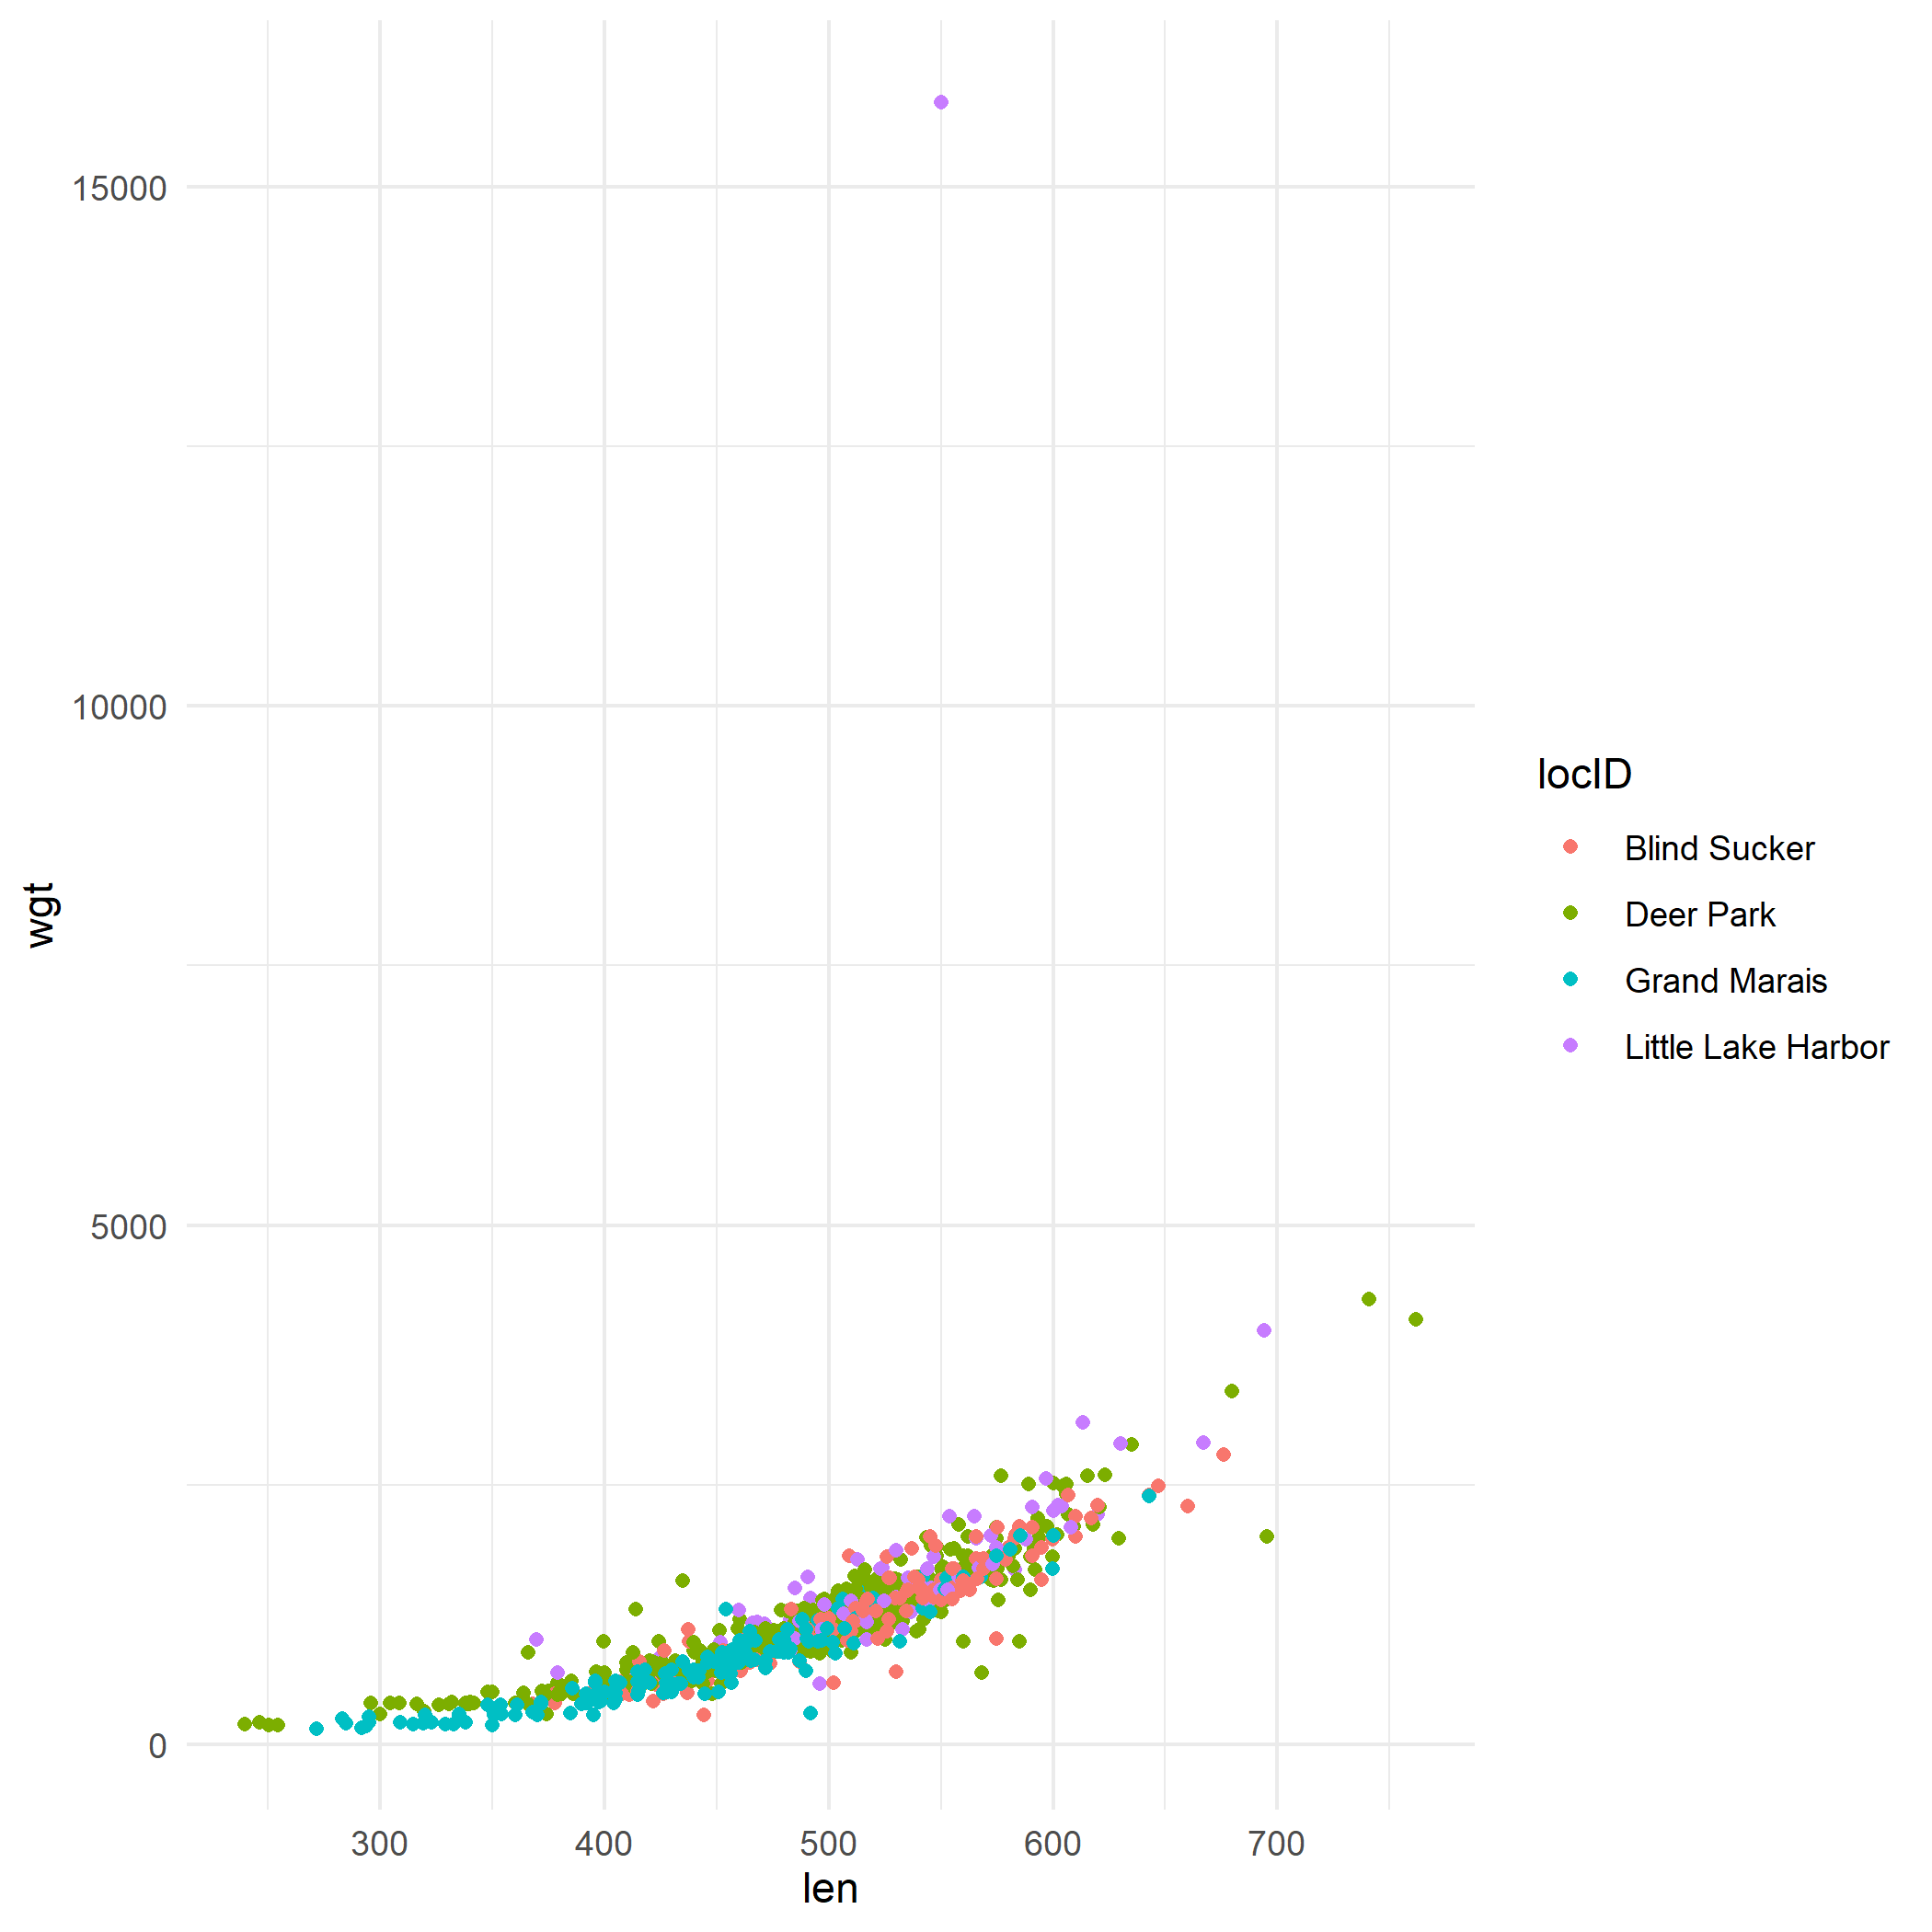 15000
10000
5000
0
wgt
300 400 500 600 700
len
locID
Blind Sucker
Deer Park
Grand Marais
Little Lake Harbor